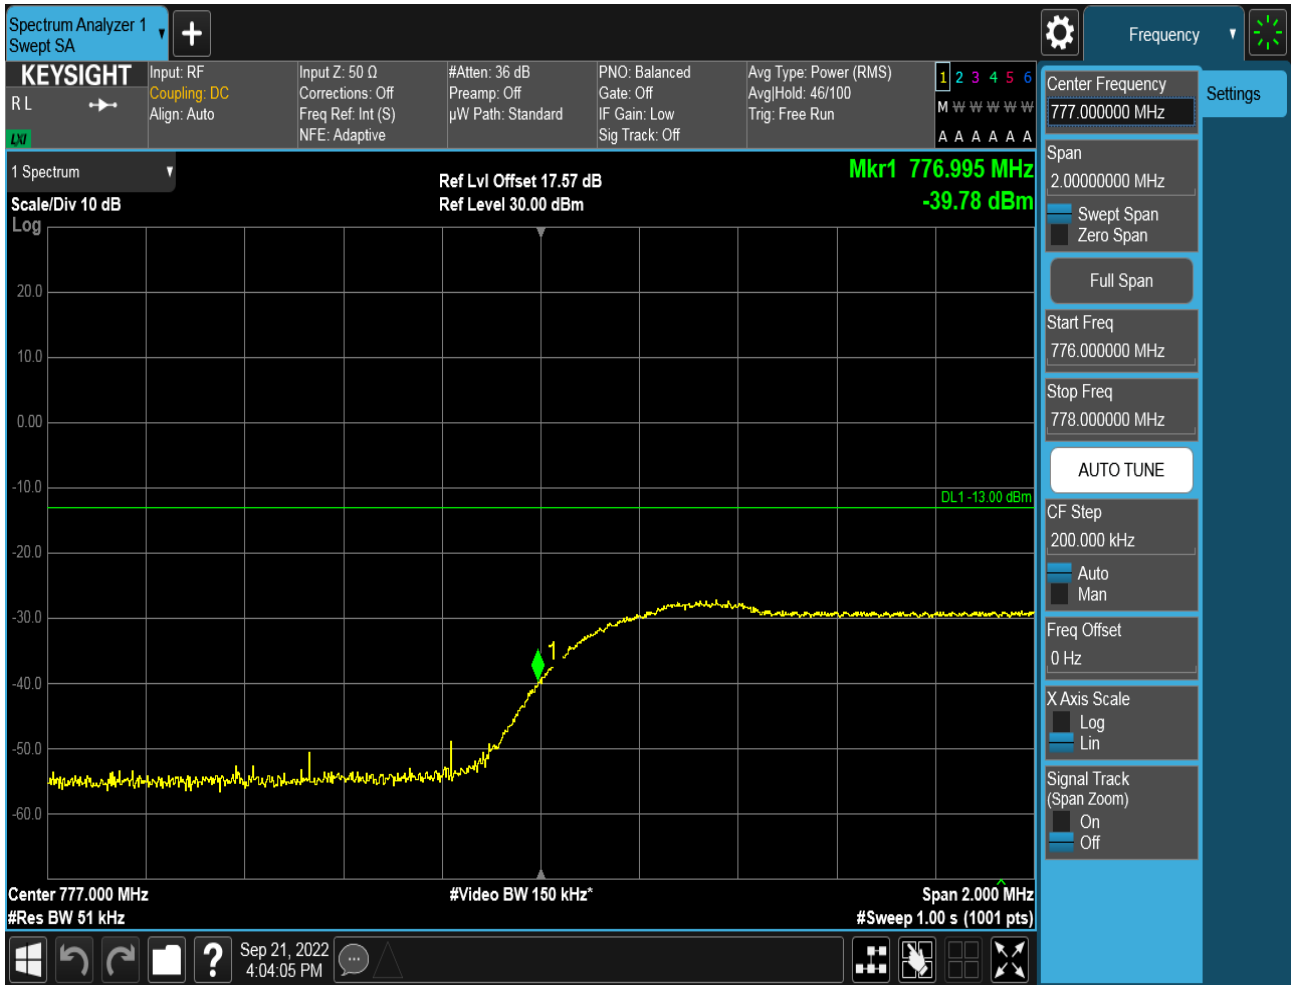 Spectrum Analyzer 1
Swept SA
Frequency
KEYSIGHT
R L
LXI
Input: RF
Coupling: DC
Align: Auto
Input Z: 50 Ω
Corrections: Off
Freq Ref: Int (S)
NFE: Adaptive
#Atten: 36 dB
Preamp: Off
µW Path: Standard
PNO: Balanced
Gate: Off
IF Gain: Low
Sig Track: Off
Avg Type: Power (RMS)
Avg|Hold: 46/100
Trig: Free Run
1 2 3 4 5 6
M W W W W W
A A A A A A
1 Spectrum
Scale/Div 10 dB
Log
Ref Lvl Offset 17.57 dB
Ref Level 30.00 dBm
Mkr1 776.995 MHz
-39.78 dBm
20.0
10.0
0.00
-10.0
DL1 -13.00 dBm
-20.0
-30.0
1
-40.0
-50.0
-60.0
Center 777.000 MHz
#Video BW 150 kHz*
Span 2.000 MHz
#Res BW 51 kHz
#Sweep 1.00 s (1001 pts)
Center Frequency
777.000000 MHz
Settings
Span
2.00000000 MHz
Swept Span
Zero Span
Full Span
Start Freq
776.000000 MHz
Stop Freq
778.000000 MHz
AUTO TUNE
CF Step
200.000 kHz
Auto
Man
Freq Offset
0 Hz
X Axis Scale
Log
Lin
Signal Track
(Span Zoom)
On
Off
?
Sep 21, 2022
4:04:05 PM